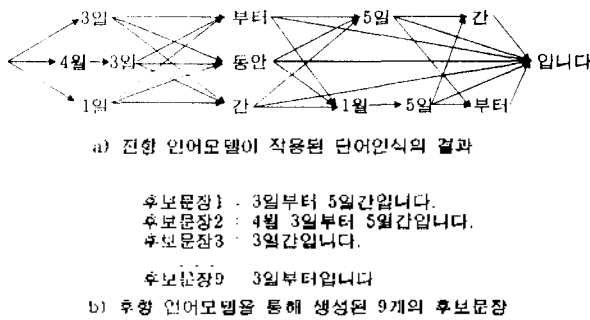 3일 부터 5일 간
4월 3일 동안 입니다
1일 간 1월 5일 부터
a) 전향 언어모델이 작용된 단어인식의 결과
후보문장1 : 3일부터 5일간입니다.
후보문장2 : 4월 3일부터 5일간입니다.
후보문장3 : 3일간입니다.
후보문장9 3일부터입니다
b) 후향 언어모델을 통해 생성된 9개의 후보문장